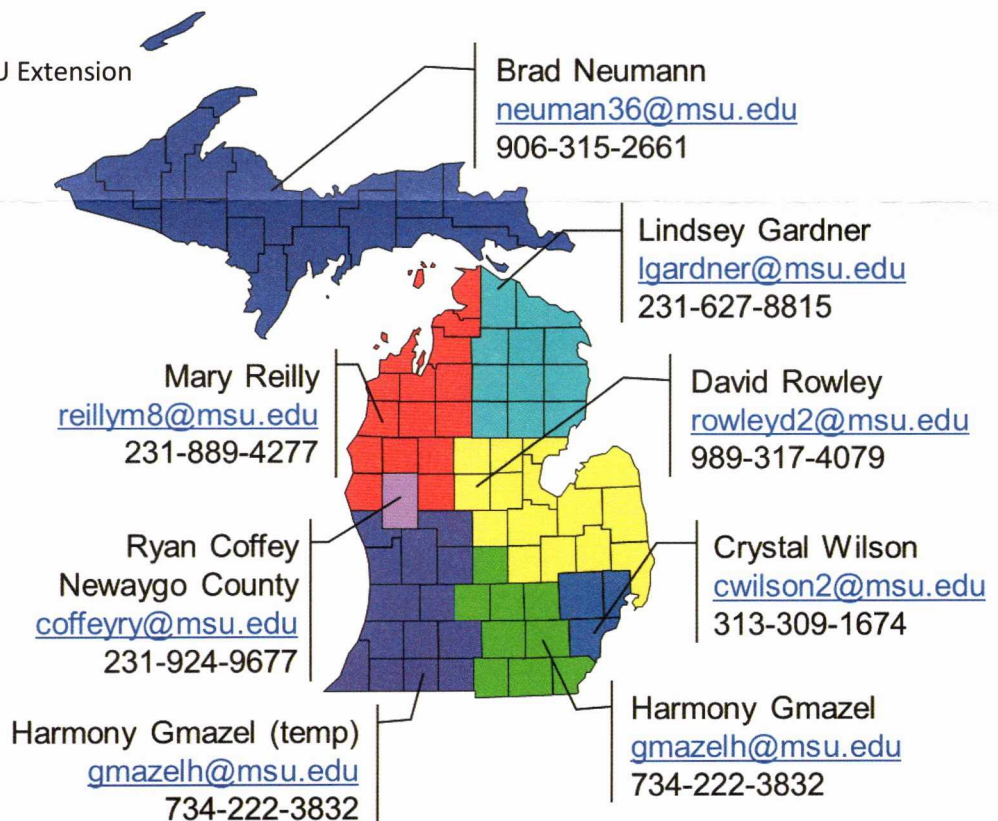 Extension
Brad Neumann
neuman36@msu.edu
906-315-2661
Lindsey Gardner
lgardner@msu.edu
231-627-8815
Mary Reilly
reillym8@msu.edu
231-889-4277
David Rowley
rowleyd2@msu.edu
989-317-4079
Ryan Coffey
Newaygo County
coffeyry@msu.edu
231-924-9677
Crystal Wilson
cwilson2@msu.edu
313-309-1674
Harmony Gmazel (temp)
gmazelh@msu.edu
734-222-3832
Harmony Gmazel
gmazelh@msu.edu
734-222-3832